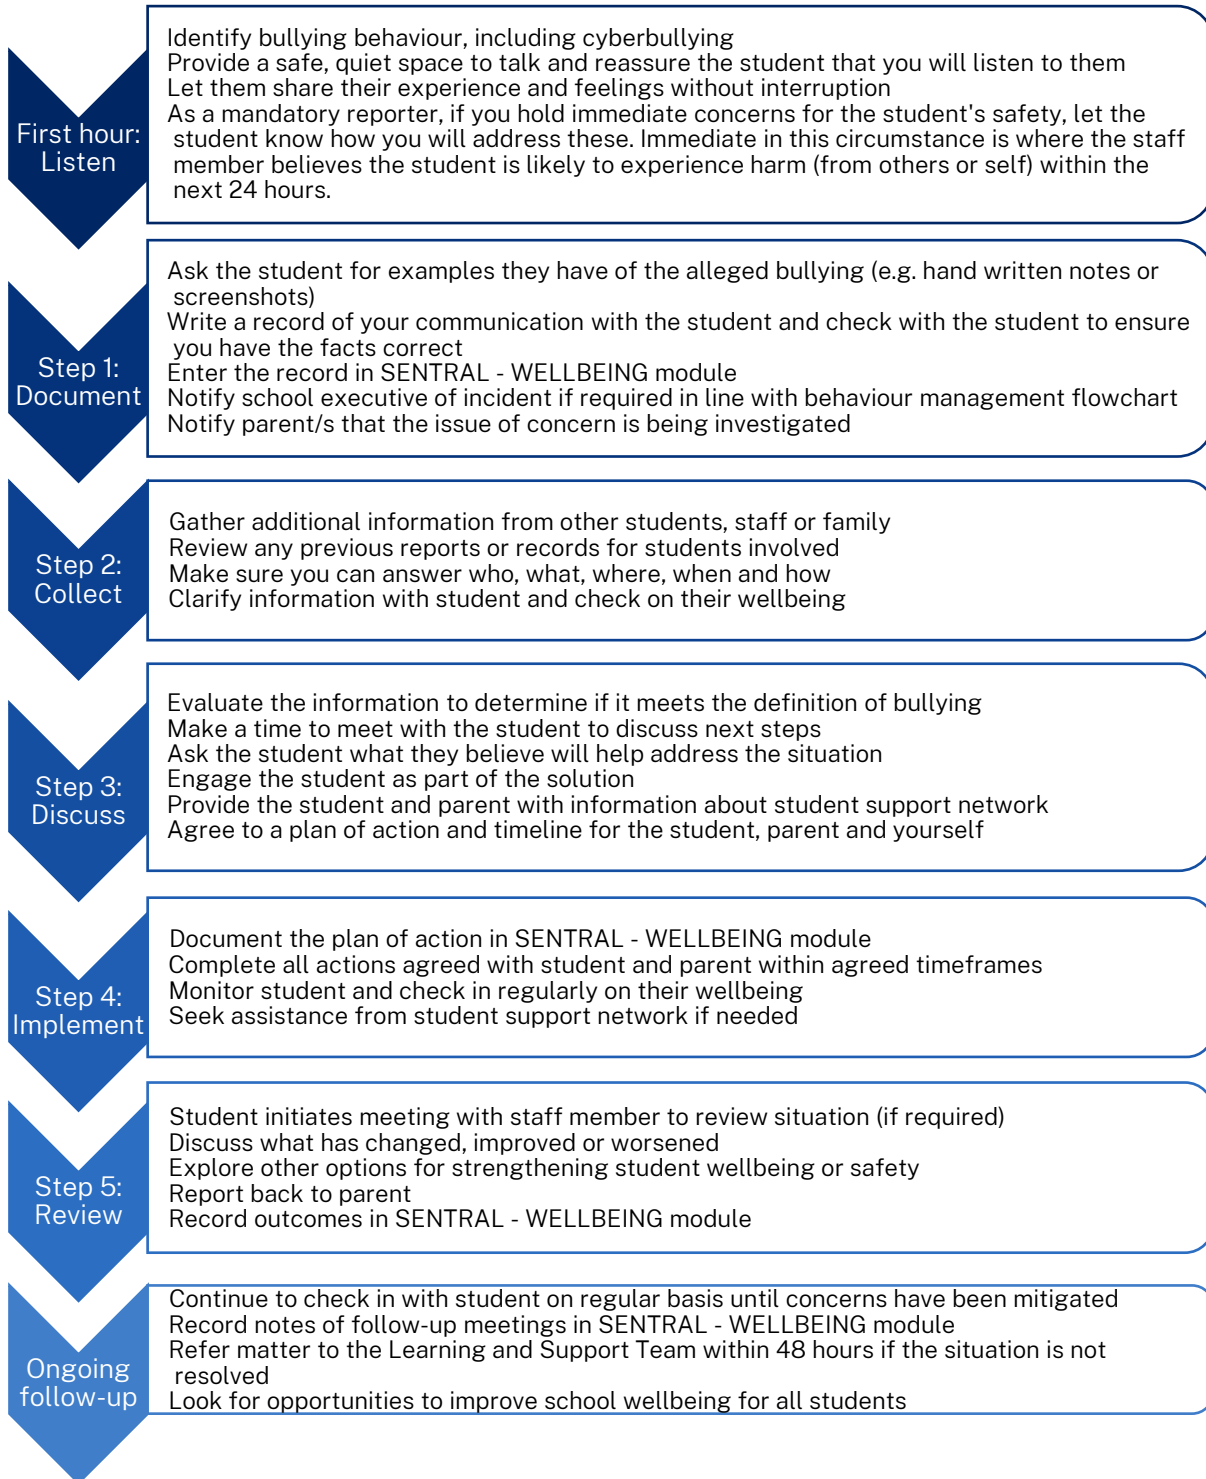 First hour:
Listen
Identify bullying behaviour, including cyberbullying
Provide a safe, quiet space to talk and reassure the student that you will listen to them
Let them share their experience and feelings without interruption
As a mandatory reporter, if you hold immediate concerns for the student's safety, let the
student know how you will address these. Immediate in this circumstance is where the staff
member believes the student is likely to experience harm (from others or self) within the
next 24 hours.
Step 1:
Document
Ask the student for examples they have of the alleged bullying (e.g. hand written notes or
screenshots)
Write a record of your communication with the student and check with the student to ensure
you have the facts correct
Enter the record in SENTRAL - WELLBEING module
Notify school executive of incident if required in line with behaviour management flowchart
Notify parent/s that the issue of concern is being investigated
Step 2:
Collect
Gather additional information from other students, staff or family
Review any previous reports or records for students involved
Make sure you can answer who, what, where, when and how
Clarify information with student and check on their wellbeing
Step 3:
Discuss
Evaluate the information to determine if it meets the definition of bullying
Make a time to meet with the student to discuss next steps
Ask the student what they believe will help address the situation
Engage the student as part of the solution
Provide the student and parent with information about student support network
Agree to a plan of action and timeline for the student, parent and yourself
Step 4:
Implement
Document the plan of action in SENTRAL - WELLBEING module
Complete all actions agreed with student and parent within agreed timeframes
Monitor student and check in regularly on their wellbeing
Seek assistance from student support network if needed
Step 5:
Review
Student initiates meeting with staff member to review situation (if required)
Discuss what has changed, improved or worsened
Explore other options for strengthening student wellbeing or safety
Report back to parent
Record outcomes in SENTRAL - WELLBEING module
Ongoing
follow-up
Continue to check in with student on regular basis until concerns have been mitigated
Record notes of follow-up meetings in SENTRAL - WELLBEING module
Refer matter to the Learning and Support Team within 48 hours if the situation is not
resolved
Look for opportunities to improve school wellbeing for all students